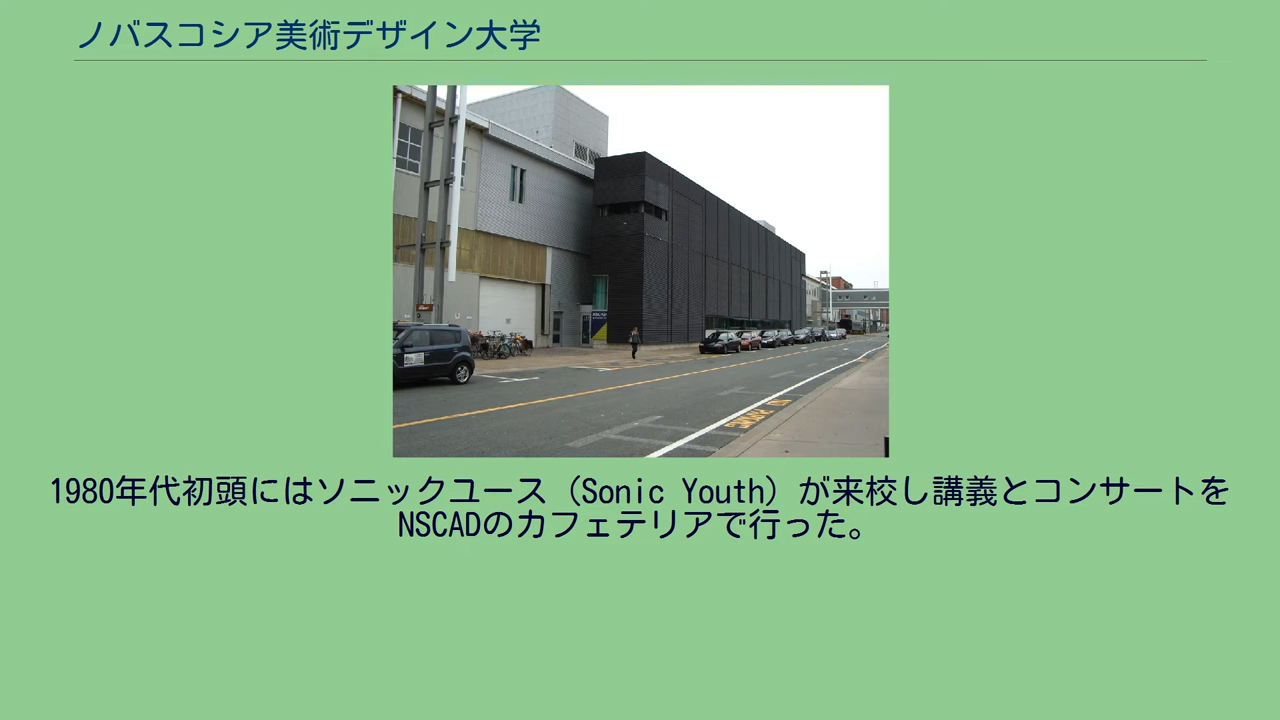 ノバスコシア美術デザイン大学
1980年代初頭にはソニックユース（Sonic Youth）が来校し講義とコンサートを
NSCADのカフェテリアで行った。